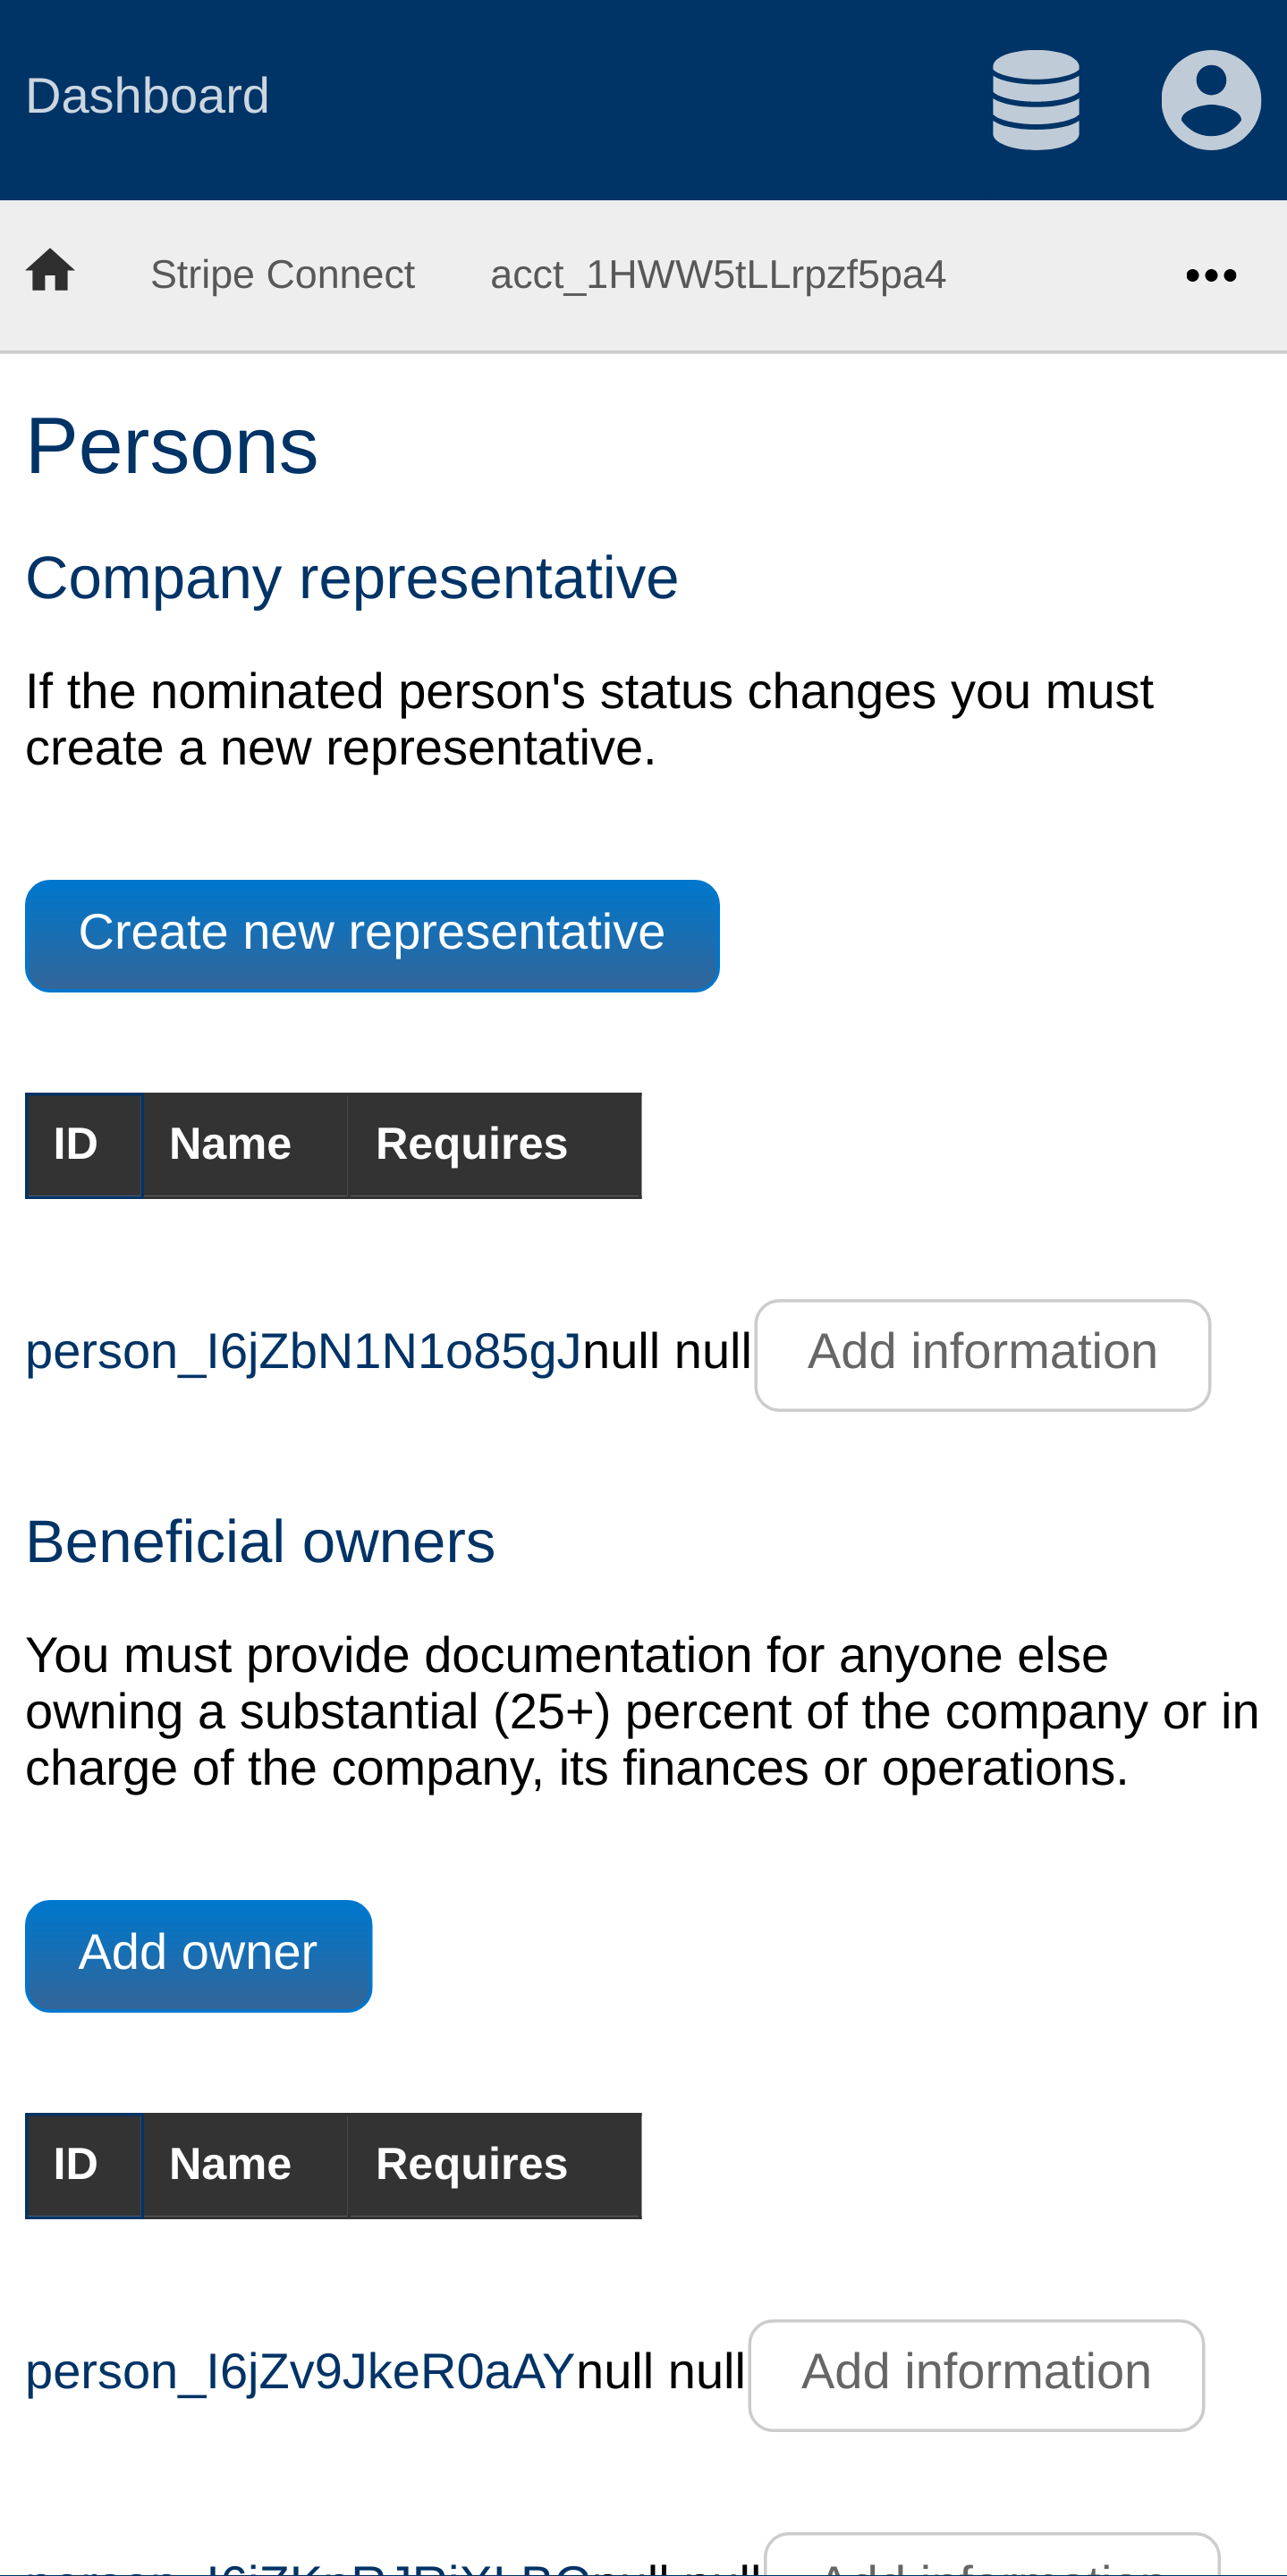 Dashboard
Stripe Connect acct_1HWW5tLLrpzf5pa4
Persons
Company representative
If the nominated person's status changes you must
create a new representative.
Create new representative
ID Name Requires
person_I6jZbN1N1o85gJnull null Add information
Beneficial owners
You must provide documentation for anyone else
owning a substantial (25+) percent of the company or in
charge of the company, its finances or operations.
Add owner
ID Name Requires
person_I6jZv9JkeR0aAYnull null Add information